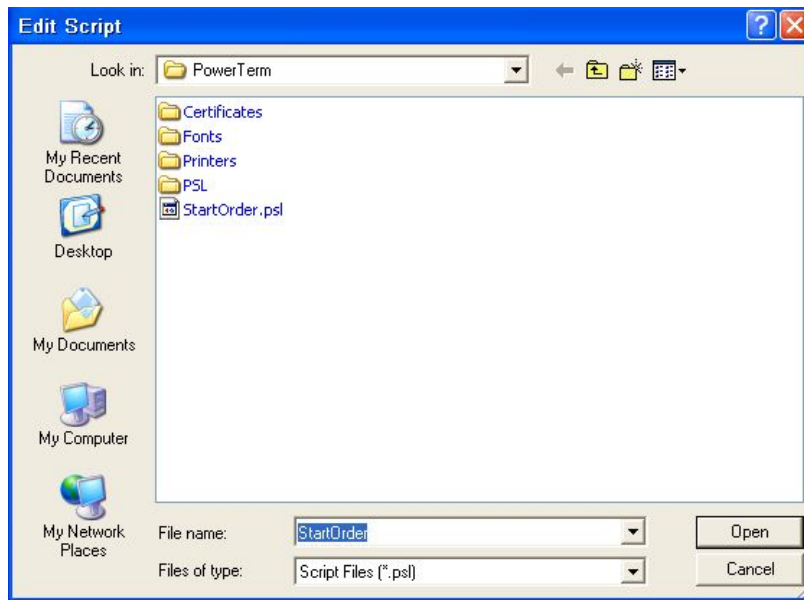 Edit Script
Look in:
PowerTerm
My Recent
Documents
Desktop
My Documents
My Computer
My Network
Places
Certificates
Fonts
Printers
PSL
StartOrder.psl
File name:
StartOrder
Open
Files of type:
Script Files (*.psl)
Cancel